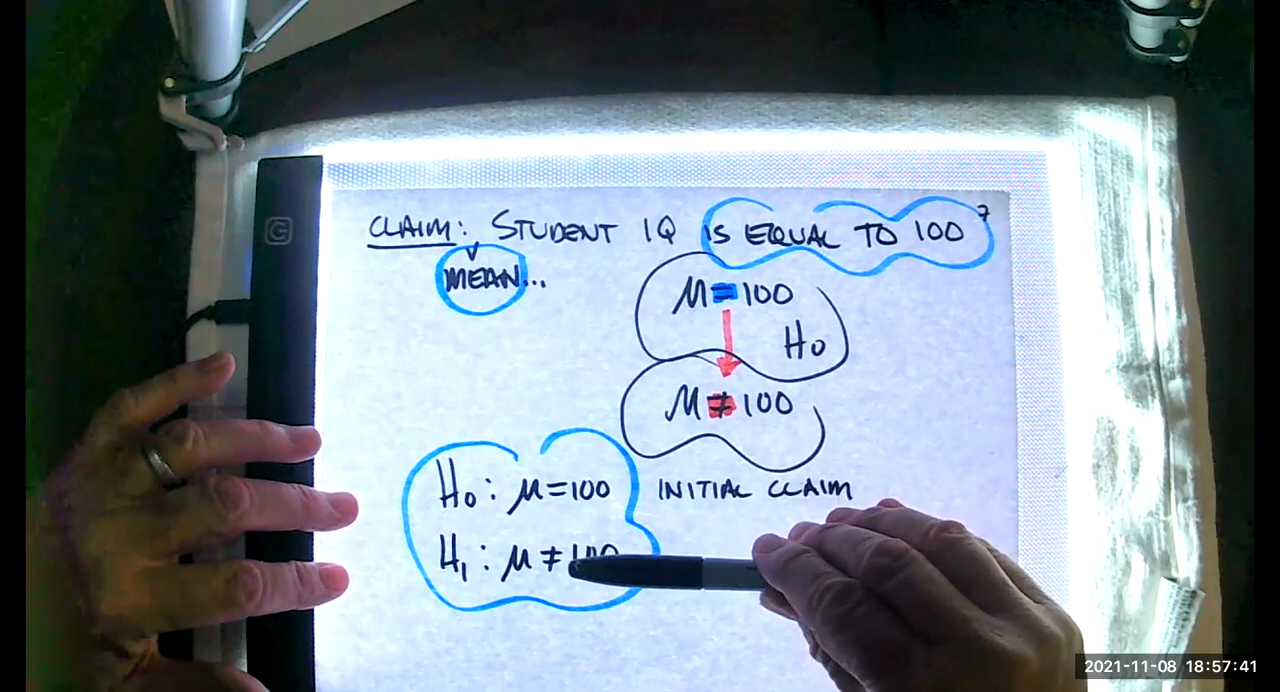 CLAIM: STUDENT IQ IS EQUAL TO 100
MEAN...
μ = 100
H0
μ ≠ 100
H0: μ = 100 INITIAL CLAIM
H1: μ ≠ 100
2021-11-08 18:57:41